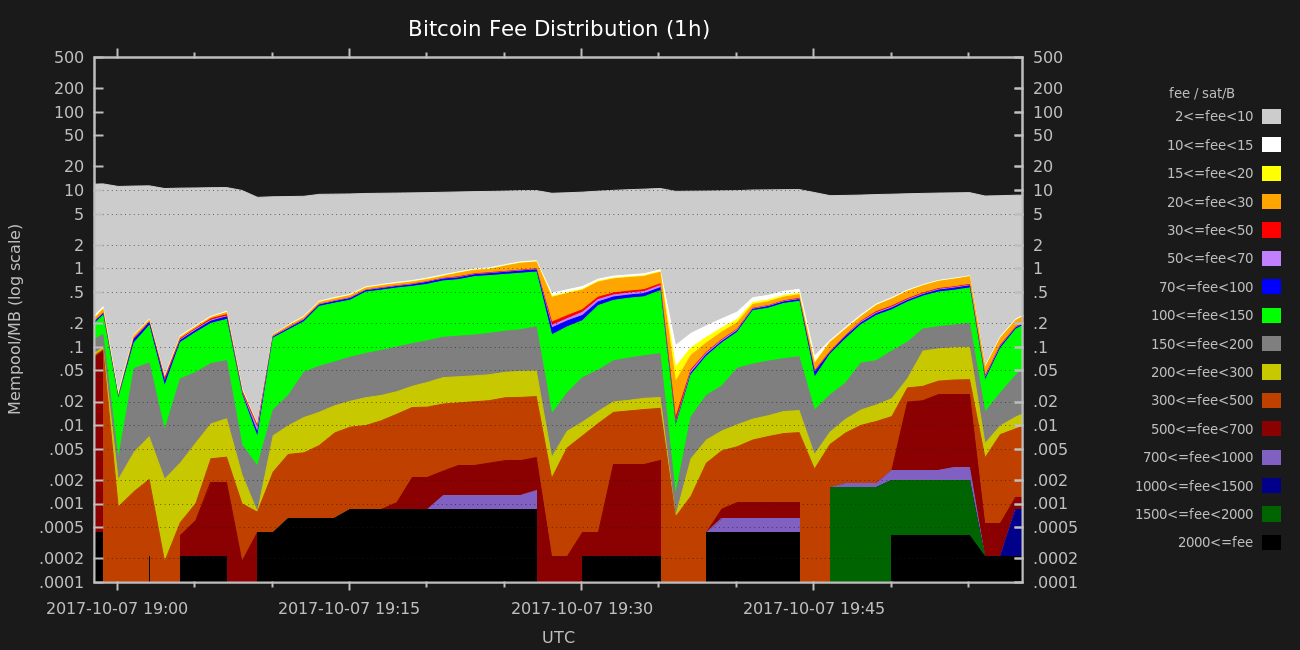 Bitcoin Fee Distribution (1h)
Mempool/MB (log scale)
500
200
100
50
20
10
5
2
1
.5
.2
.1
.05
.02
.01
.005
.002
.001
.0005
.0002
.0001
500
200
100
50
20
10
5
2
1
.5
.2
.1
.05
.02
.01
.005
.002
.001
.0005
.0002
.0001
2017-10-07 19:00
2017-10-07 19:15
2017-10-07 19:30
2017-10-07 19:45
UTC
fee / sat/B
2<=fee<10
10<=fee<15
15<=fee<20
20<=fee<30
30<=fee<50
50<=fee<70
70<=fee<100
100<=fee<150
150<=fee<200
200<=fee<300
300<=fee<500
500<=fee<700
700<=fee<1000
1000<=fee<1500
1500<=fee<2000
2000<=fee